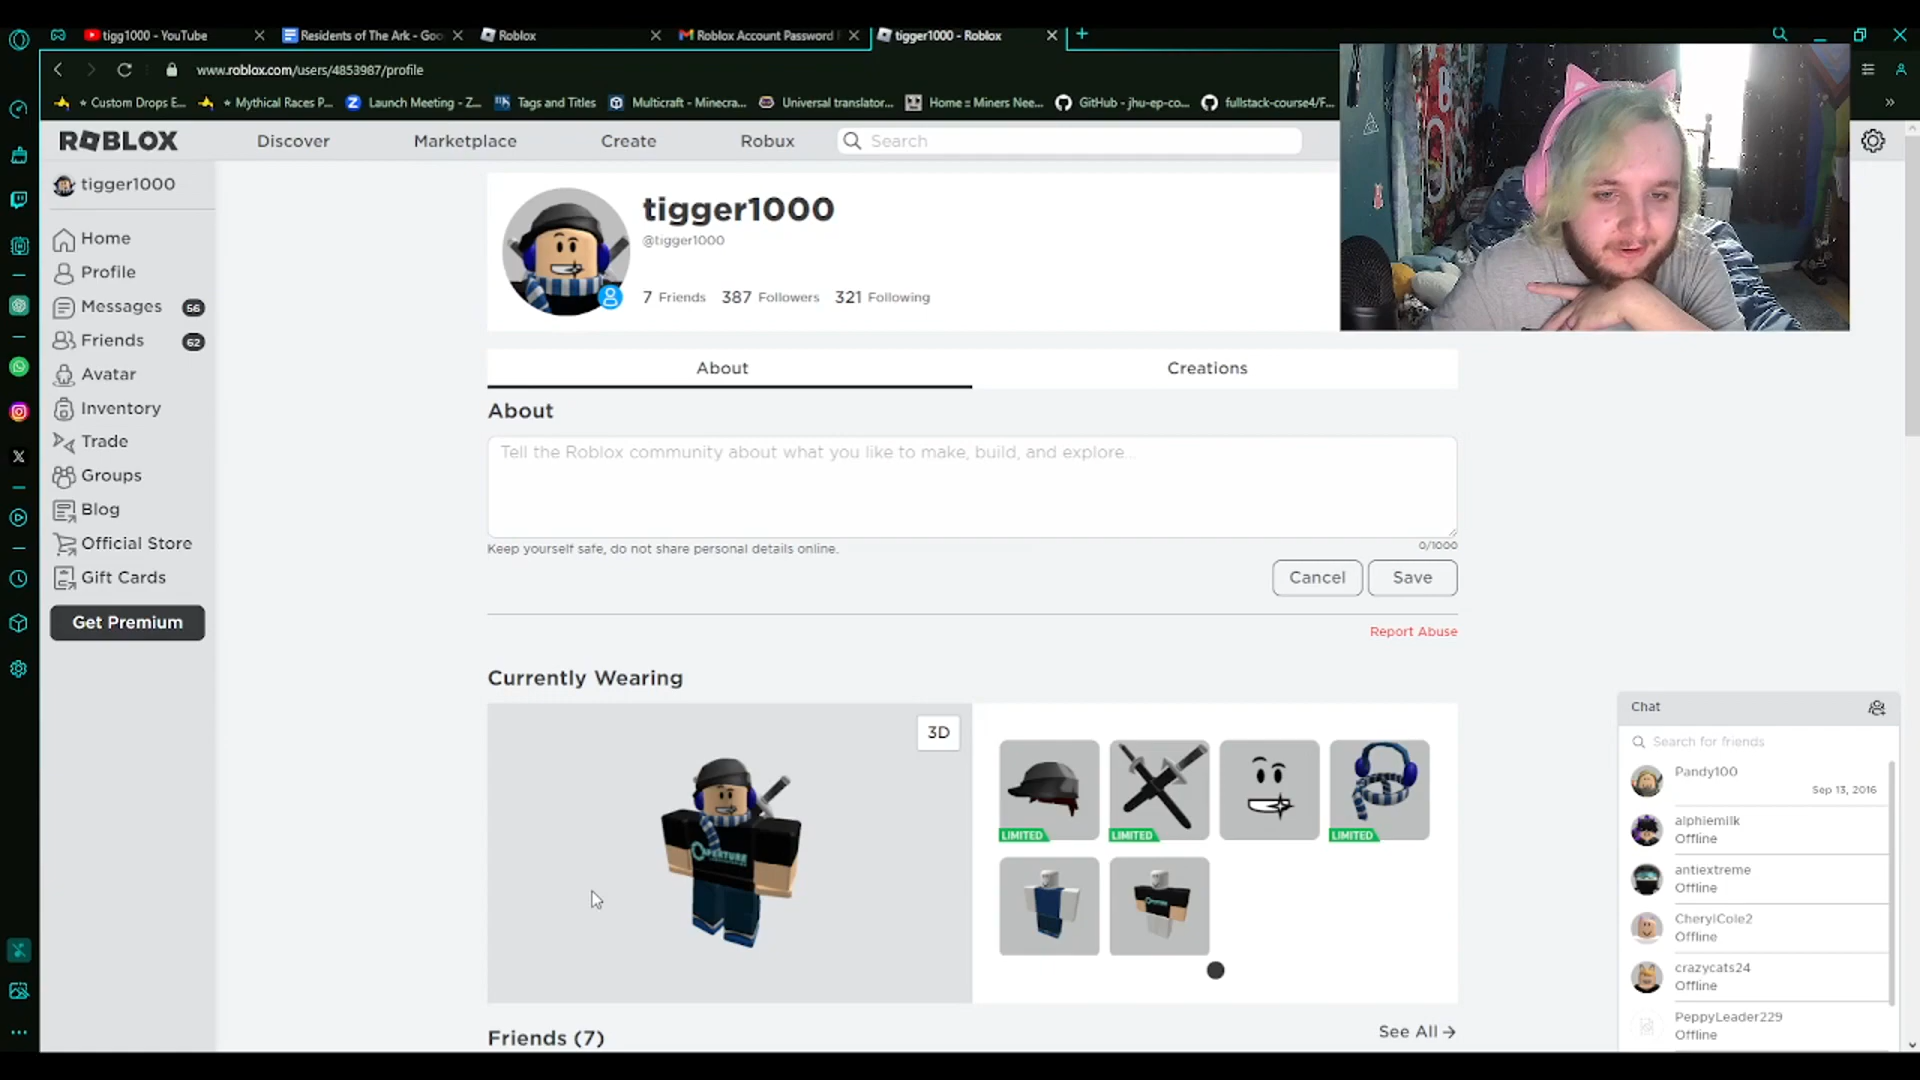 tigg1000 - YouTube
Residents of The Ark - Goo
Roblox
Roblox Account Password
tigger1000 - Roblox
www.roblox.com/users/4853987/profile
★ Custom Drops E...
★ Mythical Races P...
Launch Meeting - Z...
Tags and Titles
Multicraft - Minecra...
Universal translator...
Home :: Miners Nee...
GitHub - jhu-ep-co...
fullstack-course4/F...
ROBLOX
Discover
Marketplace
Create
Robux
Search
tigger1000
Home
Profile
Messages 56
Friends 62
Avatar
Inventory
Trade
Groups
Blog
Official Store
Gift Cards
Get Premium
tigger1000
@tigger1000
7 Friends 387 Followers 321 Following
About
Creations
About
Tell the Roblox community about what you like to make, build, and explore...
Keep yourself safe, do not share personal details online.
0/1000
Cancel
Save
Report Abuse
Currently Wearing
3D
APERTURE
LIMITED
LIMITED
LIMITED
Friends (7)
See All →
Chat
Search for friends
Pandy100
Sep 13, 2016
alphiemilk
Offline
antiextreme
Offline
CherylCole2
Offline
crazycats24
Offline
PeppyLeader229
Offline